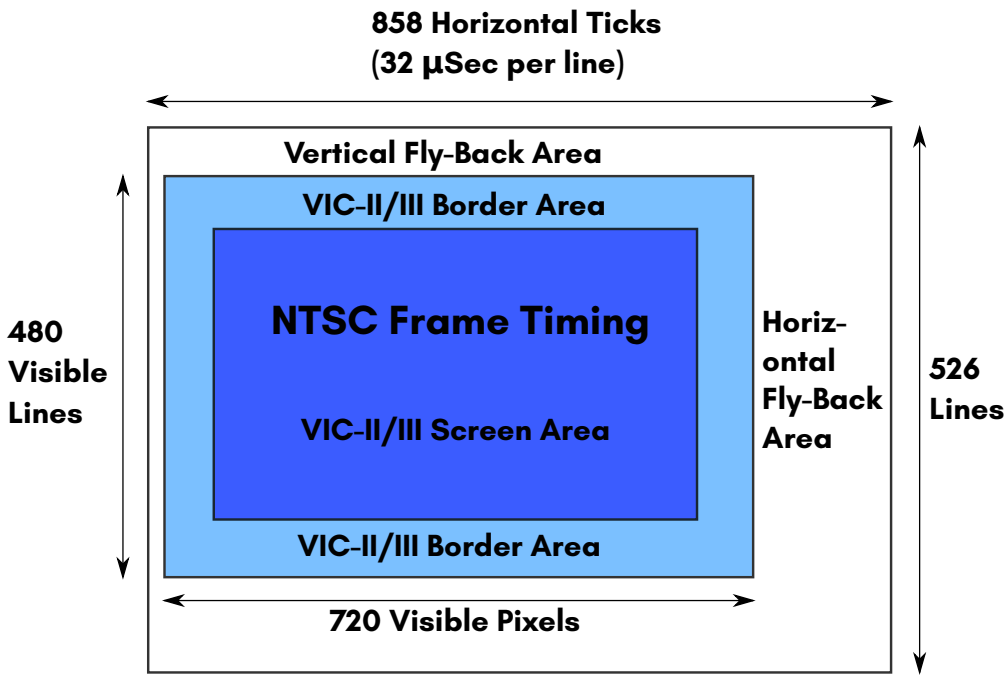 858 Horizontal Ticks
(32 µSec per line)
Vertical Fly-Back Area
VIC-II/III Border Area
NTSC Frame Timing
480
Visible
Lines
Horiz-
ontal
Fly-Back
Area
526
Lines
VIC-II/III Screen Area
VIC-II/III Border Area
720 Visible Pixels